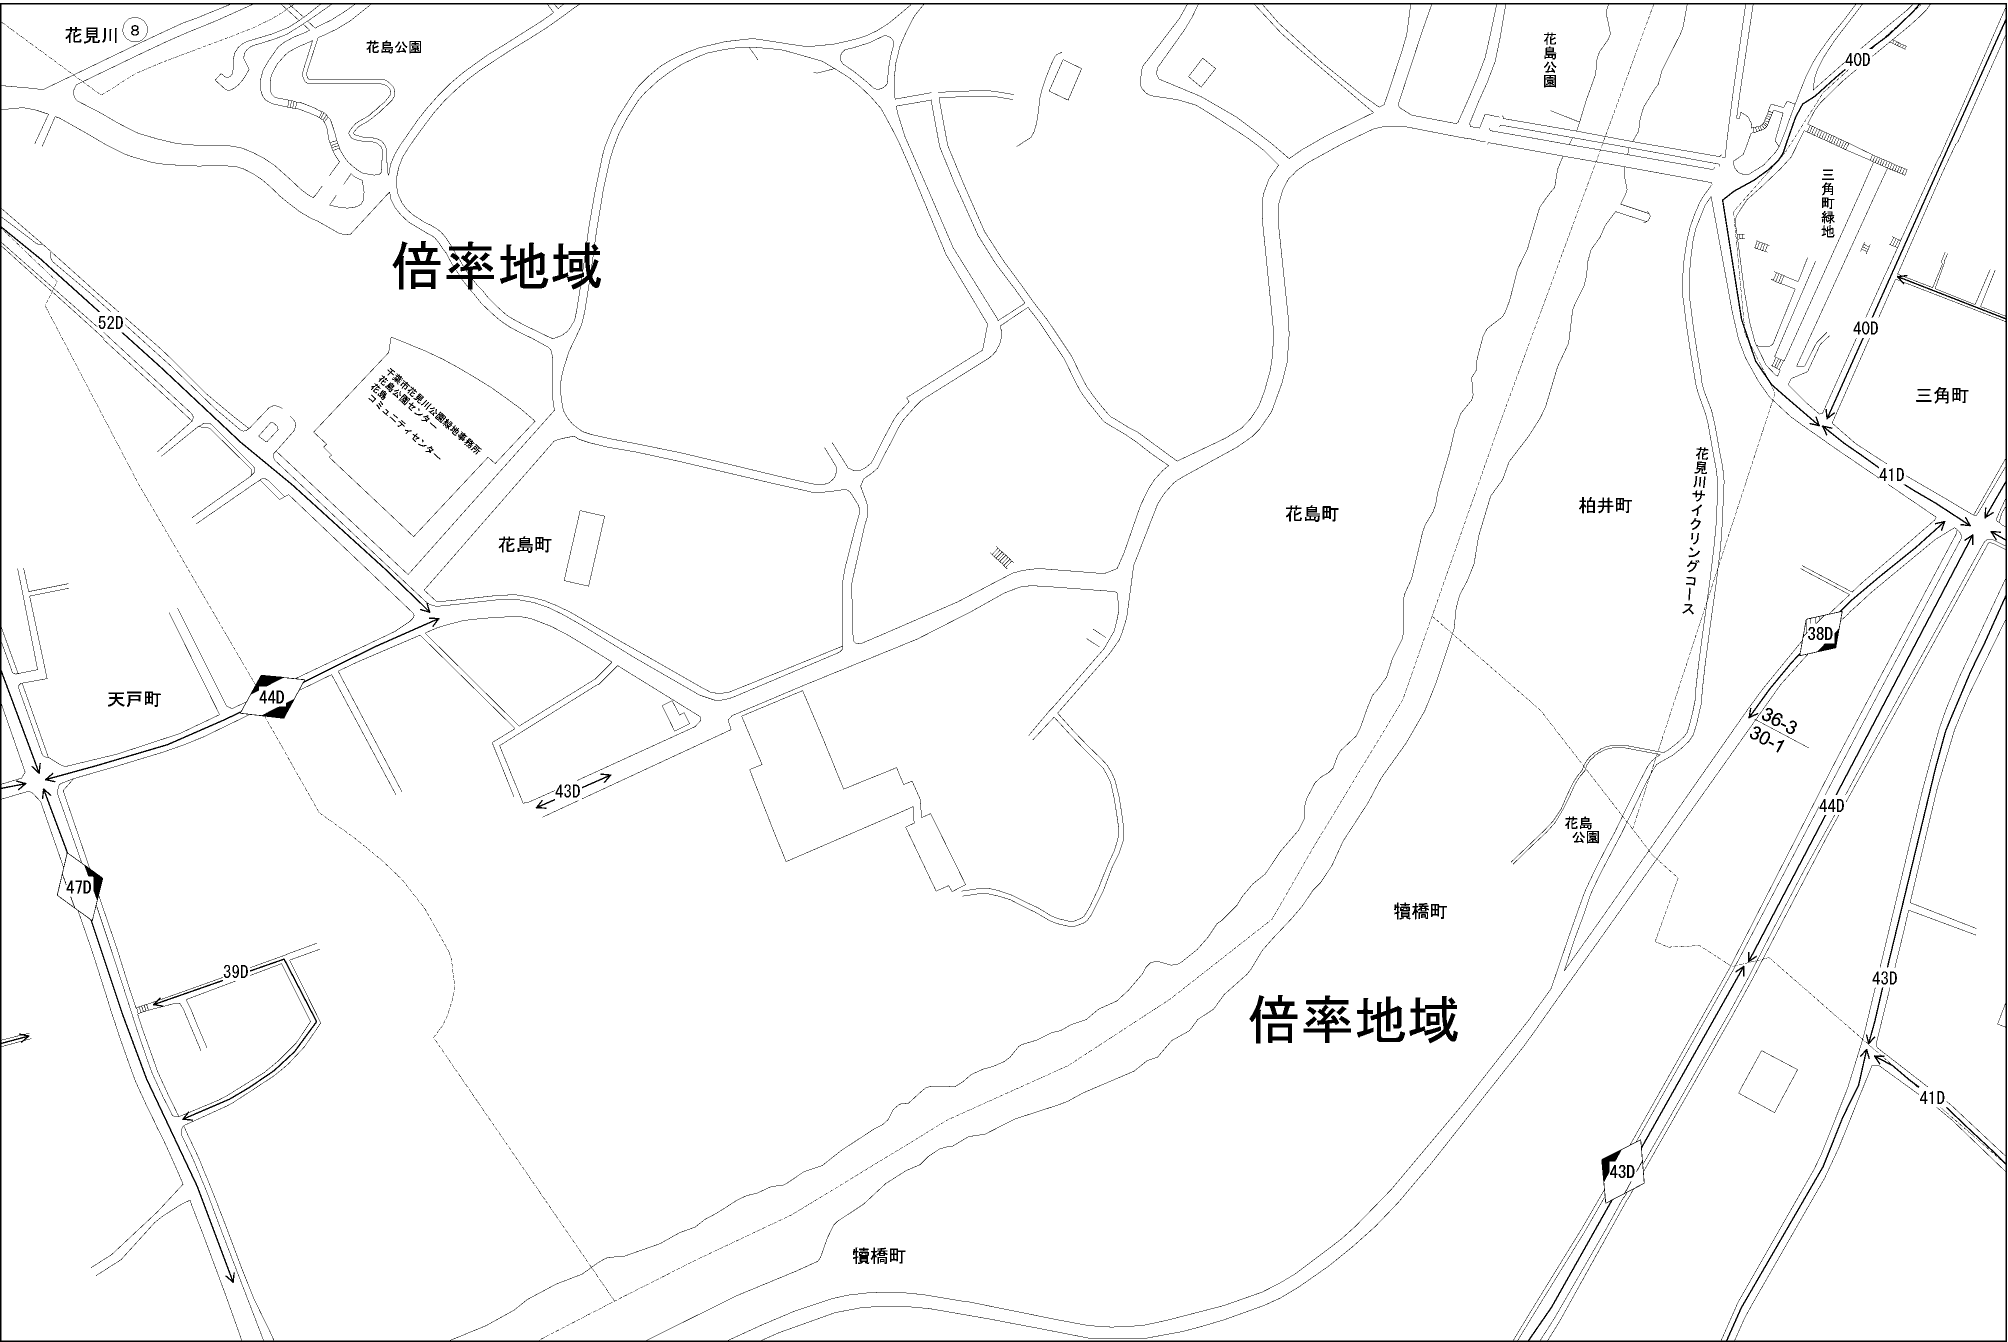 花見川 ⑧
花島公園
花島公園
40D
三角町緑地
倍率地域
52D
40D
千葉市花見川公園緑地事務所
花島公園センター
花島
コミュニティセンター
三角町
花見川サイクリングコース
41D
花島町
柏井町
花島町
38D
44D
天戸町
36-3
30-1
43D
44D
花島
公園
47D
犢橋町
39D
43D
倍率地域
41D
43D
犢橋町